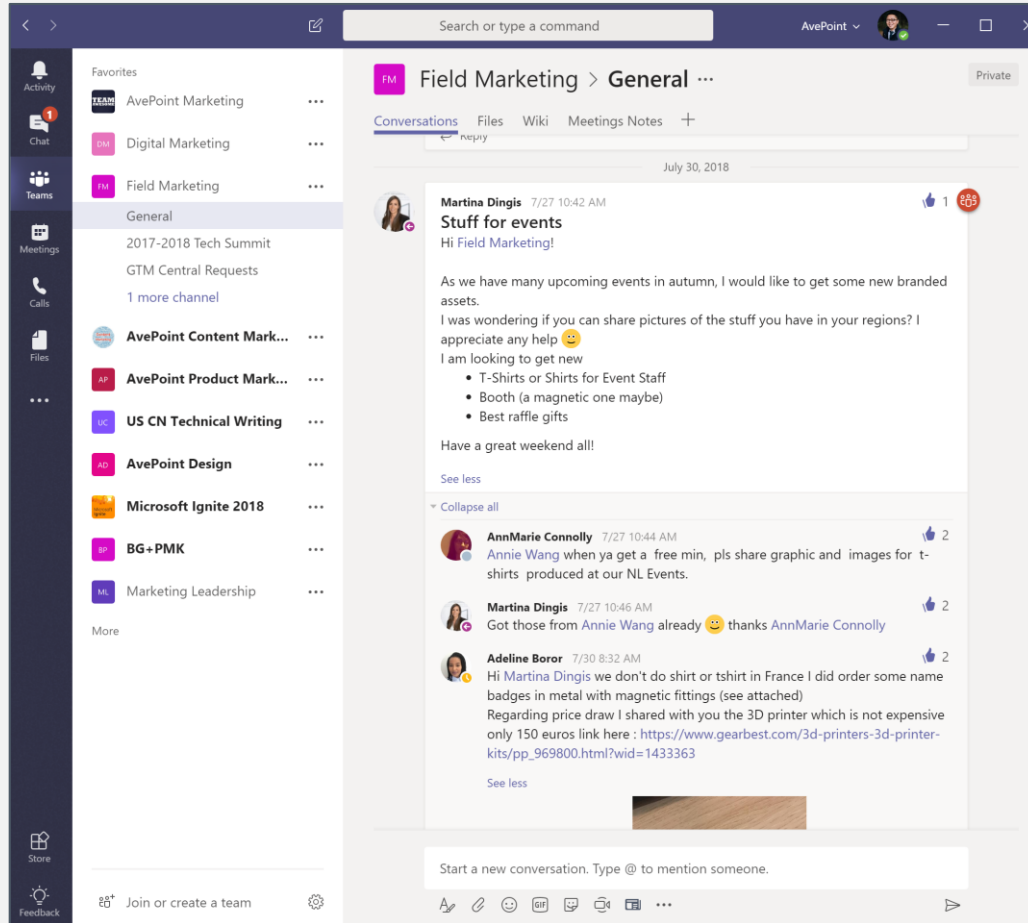 Search or type a command
AvePoint
Activity
1
Chat
Teams
Meetings
Calls
Files
Store
Feedback
Favorites
TEAM AWESOME
AvePoint Marketing
DM
Digital Marketing
FM
Field Marketing
General
2017-2018 Tech Summit
GTM Central Requests
1 more channel
AvePoint Content Mark...
AP
AvePoint Product Mark...
UC
US CN Technical Writing
AD
AvePoint Design
Microsoft Ignite 2018
BP
BG+PMK
ML
Marketing Leadership
More
Join or create a team
FM
Field Marketing > General ...
Private
Conversations Files Wiki Meetings Notes
Reply
July 30, 2018
Martina Dingis 7/27 10:42 AM
1
Stuff for events
Hi Field Marketing!
As we have many upcoming events in autumn, I would like to get some new branded
assets.
I was wondering if you can share pictures of the stuff you have in your regions? I
appreciate any help 🙂
I am looking to get new
• T-Shirts or Shirts for Event Staff
• Booth (a magnetic one maybe)
• Best raffle gifts
Have a great weekend all!
See less
Collapse all
AnnMarie Connolly 7/27 10:44 AM
2
Annie Wang when ya get a free min, pls share graphic and images for t-
shirts produced at our NL Events.
Martina Dingis 7/27 10:46 AM
2
Got those from Annie Wang already 🙂 thanks AnnMarie Connolly
Adeline Boror 7/30 8:32 AM
2
Hi Martina Dingis we don't do shirt or tshirt in France I did order some name
badges in metal with magnetic fittings (see attached)
Regarding price draw I shared with you the 3D printer which is not expensive
only 150 euros link here : https://www.gearbest.com/3d-printers-3d-printer-
kits/pp_969800.html?wid=1433363
See less
Start a new conversation. Type @ to mention someone.
GIF